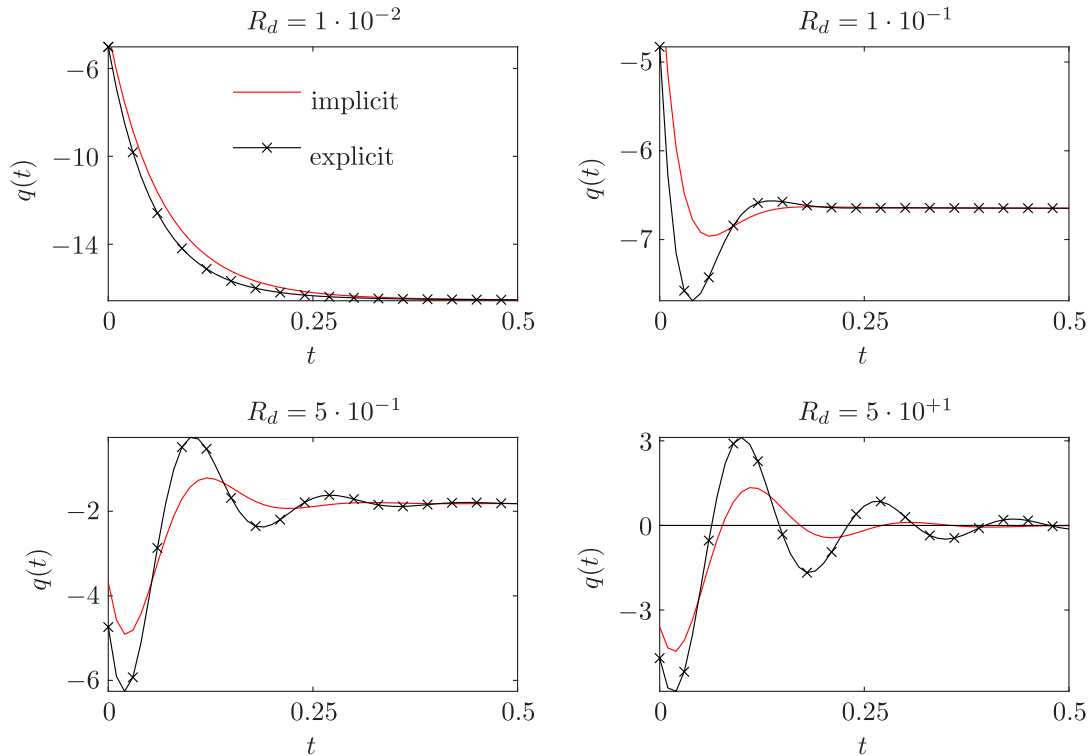 R_d = 1 · 10⁻²
−6
−10
−14
q(t)
implicit
explicit
0
0.25
0.5
t
R_d = 1 · 10⁻¹
−5
−6
−7
q(t)
0
0.25
0.5
t
R_d = 5 · 10⁻¹
−2
−4
−6
q(t)
0
0.25
0.5
t
R_d = 5 · 10⁺¹
3
0
−3
q(t)
0
0.25
0.5
t